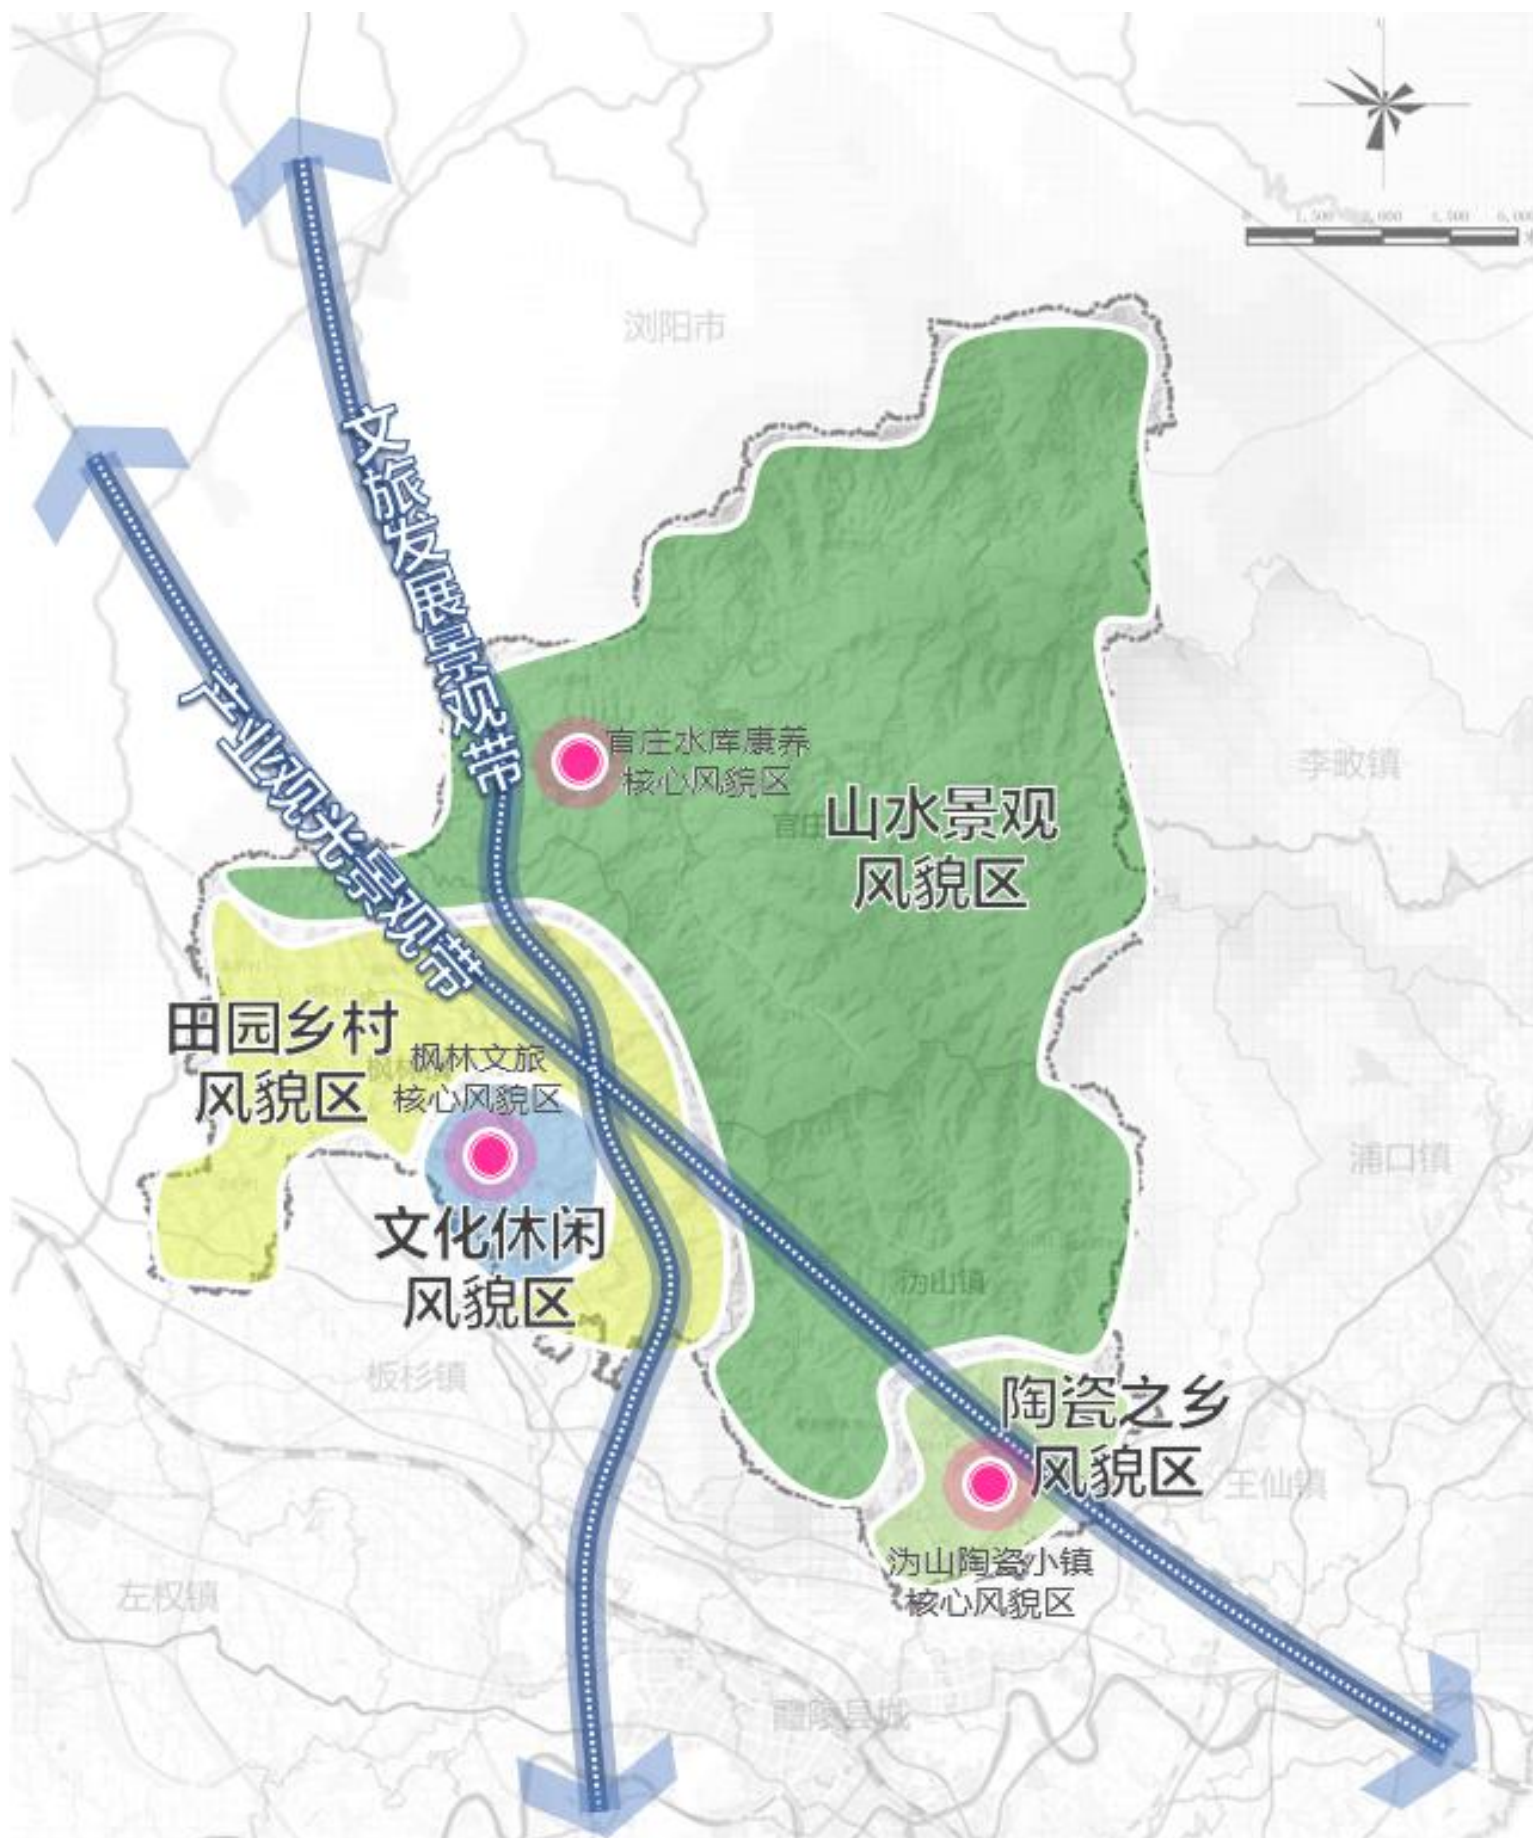 1,500
浏阳市
文旅发展景观带
产业观光景观带
官庄水库康养
核心风貌区
山水景观
风貌区
李畋镇
田园乡村
风貌区
枫林文旅
核心风貌区
浦口镇
文化休闲
风貌区
沩山镇
板杉镇
陶瓷之乡
风貌区
王仙镇
沩山陶瓷小镇
核心风貌区
左权镇
醴陵县城